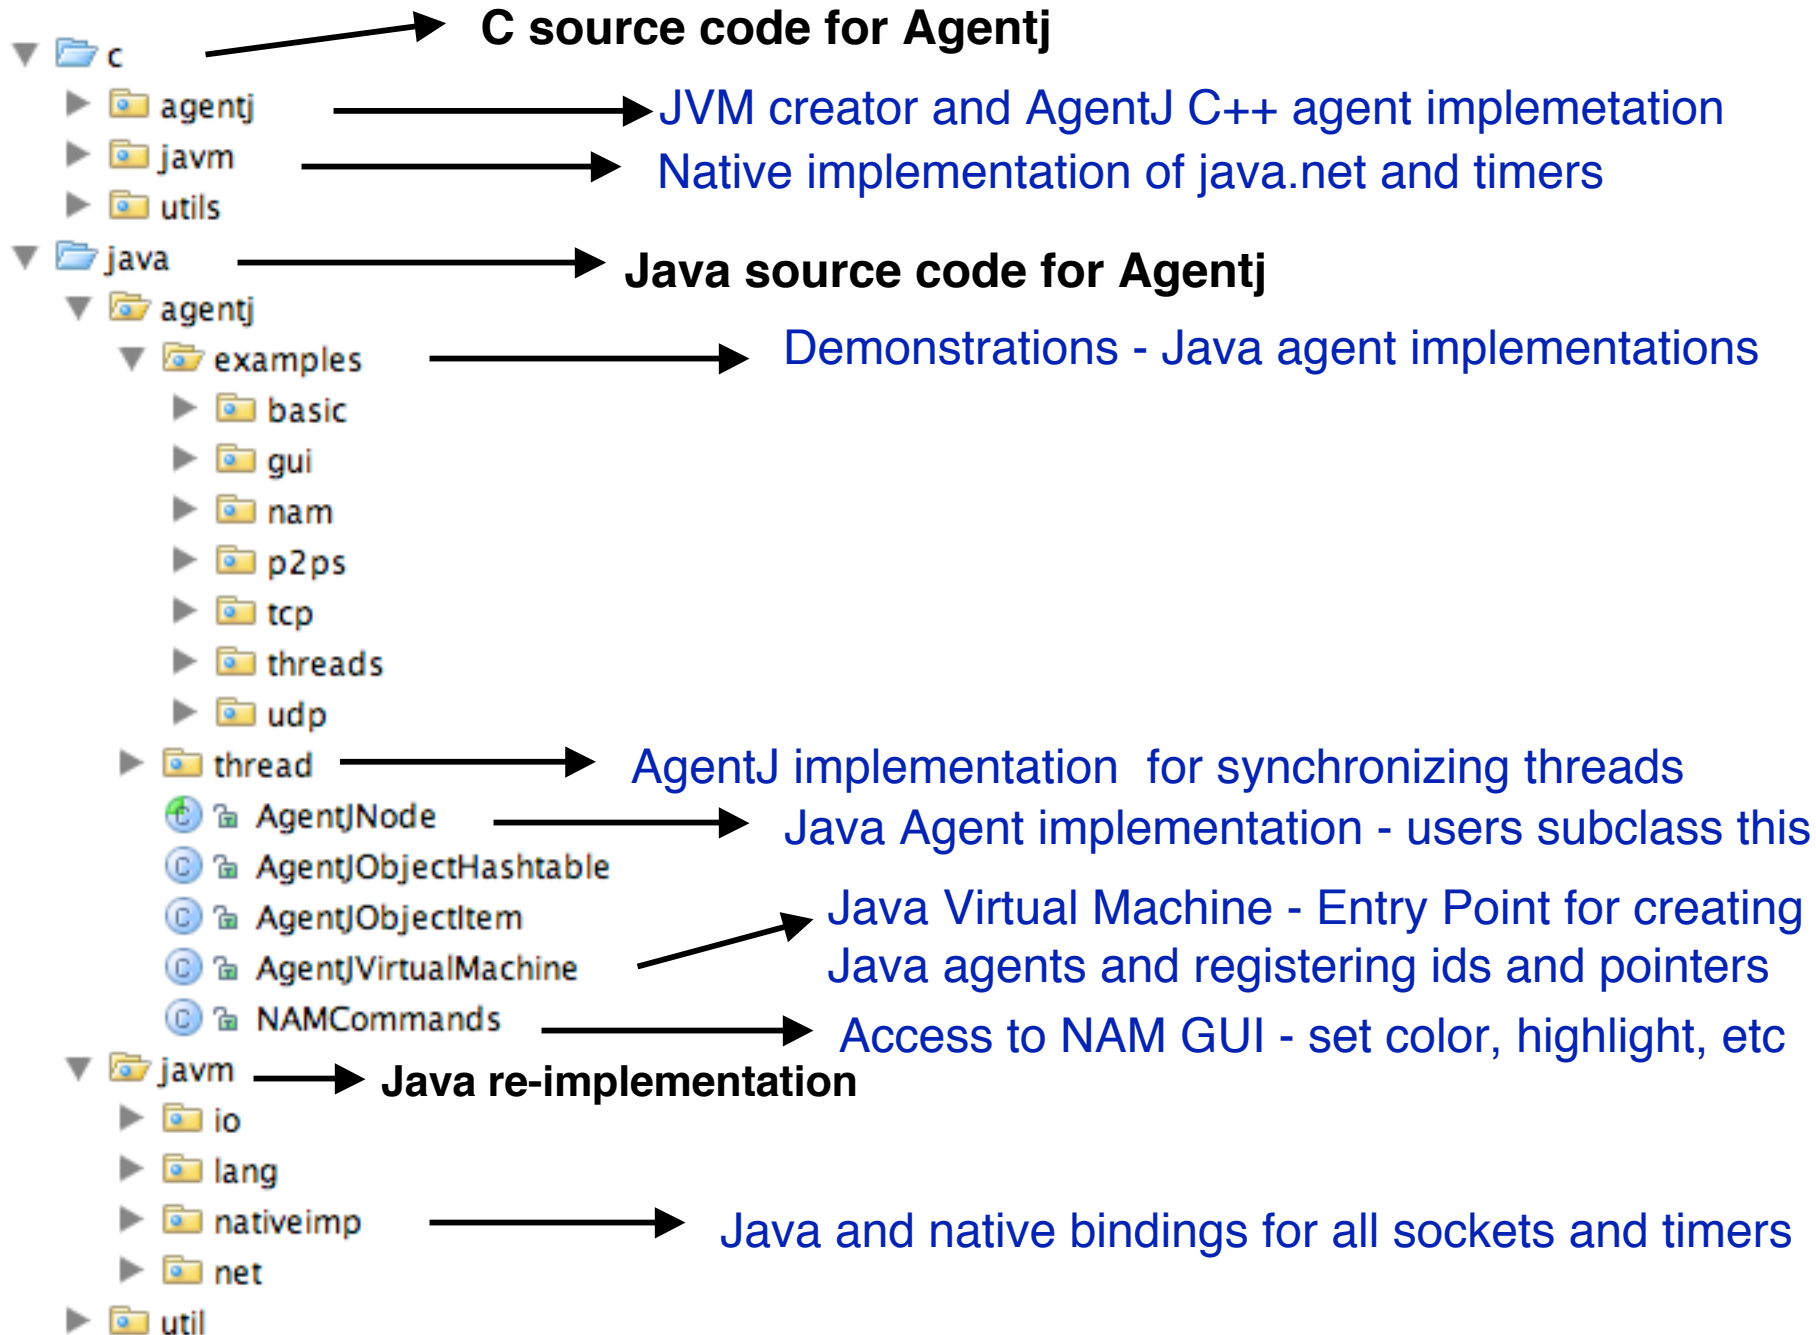 c C source code for Agentj
agentj JVM creator and AgentJ C++ agent implemetation
javm Native implementation of java.net and timers
utils
java Java source code for Agentj
agentj
examples Demonstrations - Java agent implementations
basic
gui
nam
p2ps
tcp
threads
udp
thread AgentJ implementation for synchronizing threads
AgentJNode Java Agent implementation - users subclass this
AgentJObjectHashtable
AgentJObjectItem
AgentJVirtualMachine Java Virtual Machine - Entry Point for creating
Java agents and registering ids and pointers
NAMCommands Access to NAM GUI - set color, highlight, etc
javm Java re-implementation
io
lang
nativeimp Java and native bindings for all sockets and timers
net
util